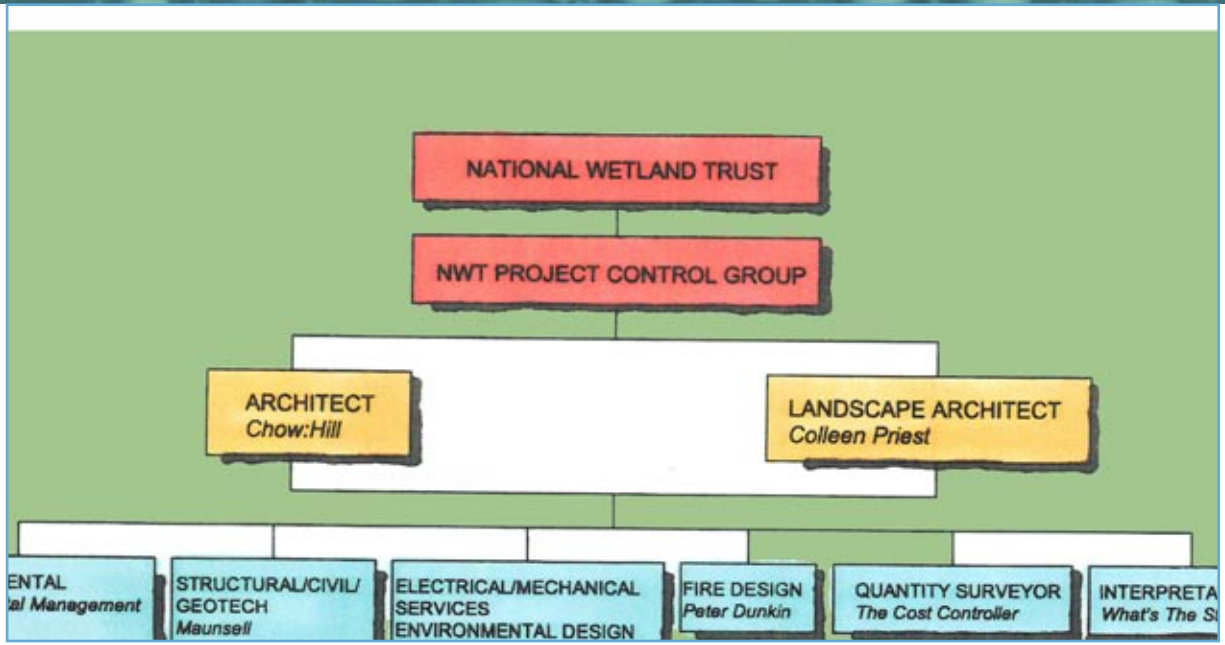 NATIONAL WETLAND TRUST
NWT PROJECT CONTROL GROUP
ARCHITECT
Chow:Hill
LANDSCAPE ARCHITECT
Colleen Priest
ENTAL
al Management
STRUCTURAL/CIVIL/
GEOTECH
Maunsell
ELECTRICAL/MECHANICAL
SERVICES
ENVIRONMENTAL DESIGN
FIRE DESIGN
Peter Dunkin
QUANTITY SURVEYOR
The Cost Controller
INTERPRETA
What's The